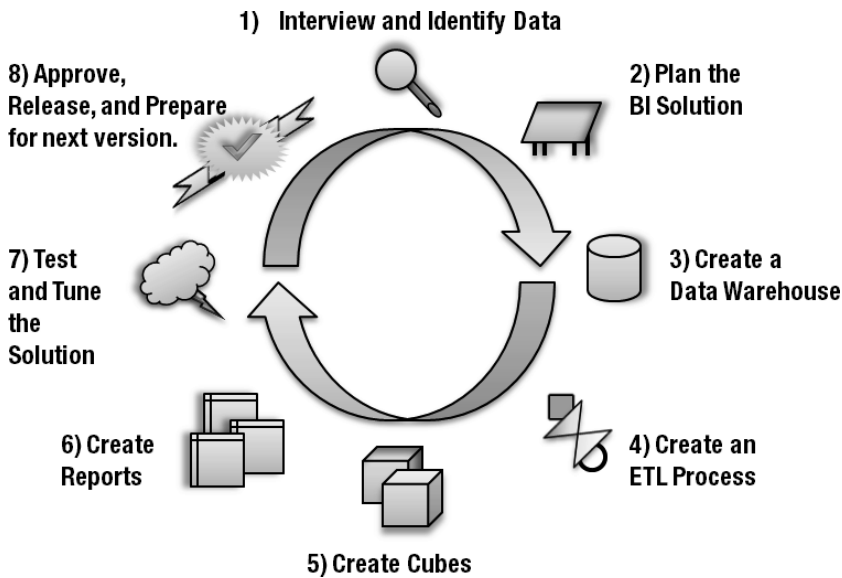 1) Interview and Identify Data
2) Plan the
BI Solution
3) Create a
Data Warehouse
4) Create an
ETL Process
5) Create Cubes
6) Create
Reports
7) Test
and Tune
the
Solution
8) Approve,
Release, and Prepare
for next version.